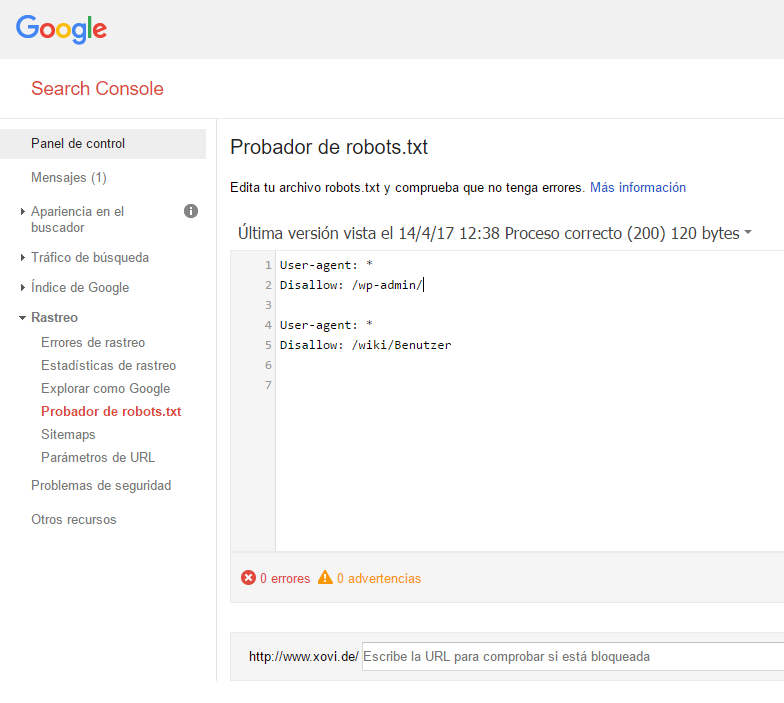 Google
Search Console
Panel de control
Mensajes (1)
Apariencia en el
buscador
Tráfico de búsqueda
Índice de Google
Rastreo
Errores de rastreo
Estadísticas de rastreo
Explorar como Google
Probador de robots.txt
Sitemaps
Parámetros de URL
Problemas de seguridad
Otros recursos
Probador de robots.txt
Edita tu archivo robots.txt y comprueba que no tenga errores. Más información
Última versión vista el 14/4/17 12:38 Proceso correcto (200) 120 bytes
1 User-agent: *
2 Disallow: /wp-admin/
3
4 User-agent: *
5 Disallow: /wiki/Benutzer
6
7
0 errores 0 advertencias
http://www.xovi.de/ Escribe la URL para comprobar si está bloqueada